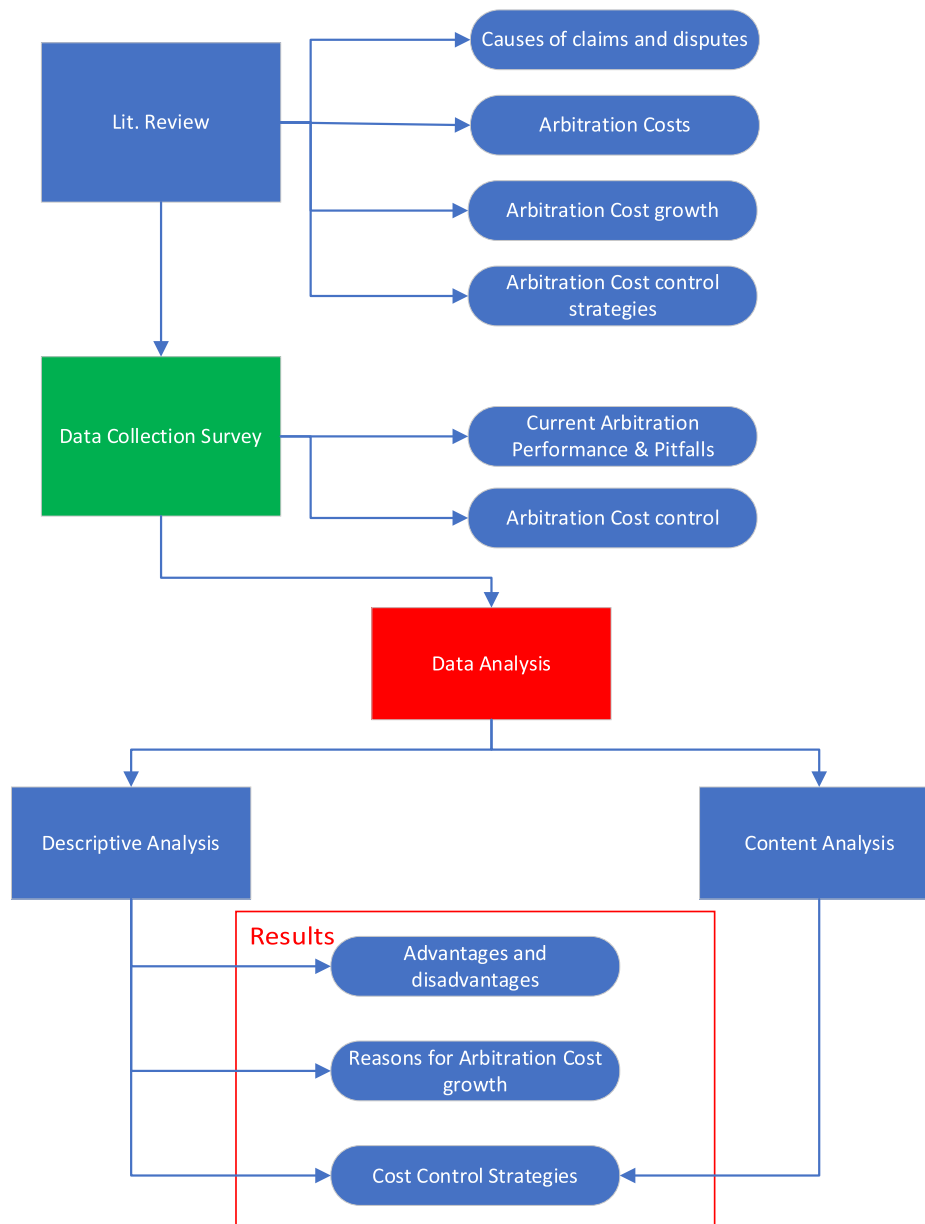 Causes of claims and disputes
Lit. Review
Arbitration Costs
Arbitration Cost growth
Arbitration Cost control
strategies
Data Collection Survey
Current Arbitration
Performance & Pitfalls
Arbitration Cost control
Data Analysis
Descriptive Analysis
Content Analysis
Results
Advantages and
disadvantages
Reasons for Arbitration Cost
growth
Cost Control Strategies